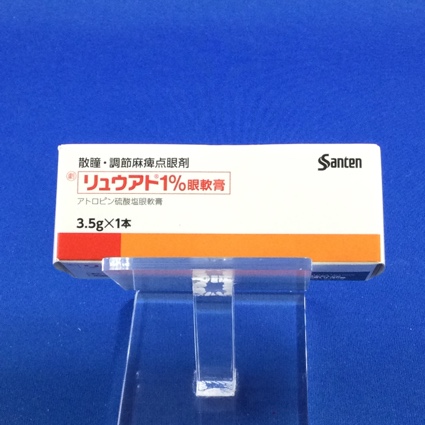 散瞳・調節麻痺点眼剤
Santen
劇 リュウアト®1%眼軟膏
アトロピン硫酸塩眼軟膏
3.5g×1本